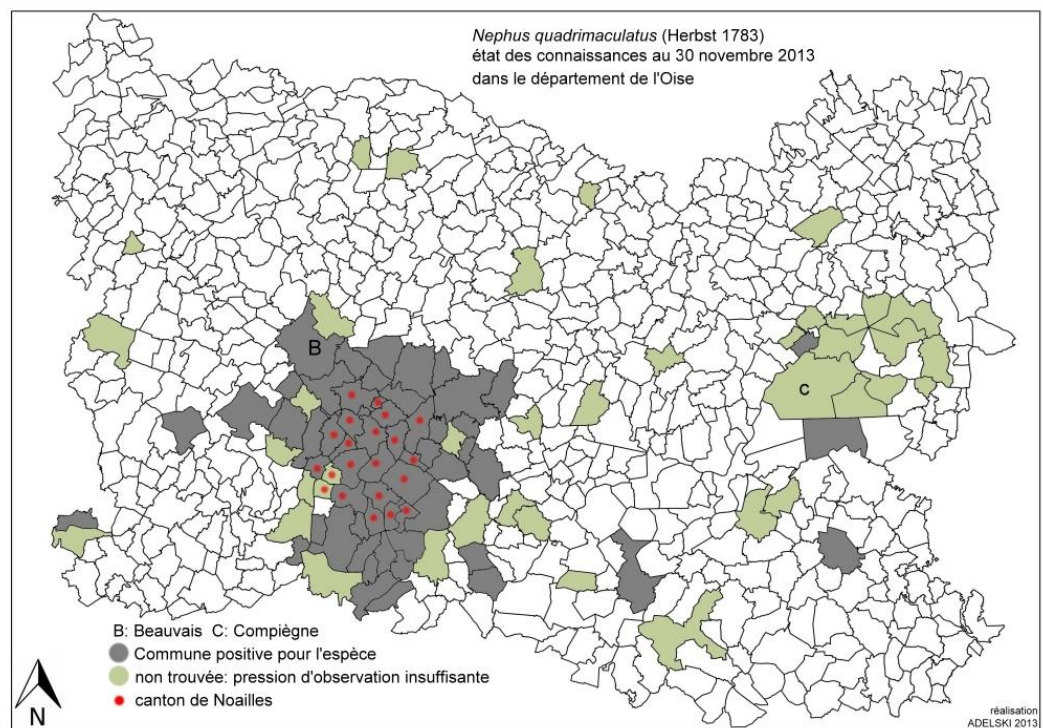 Nephus quadrimaculatus (Herbst 1783)
état des connaissances au 30 novembre 2013
dans le département de l'Oise
B
C
B: Beauvais C: Compiègne
Commune positive pour l'espèce
non trouvée: pression d'observation insuffisante
canton de Noailles
N
réalisation
ADELSKI 2013